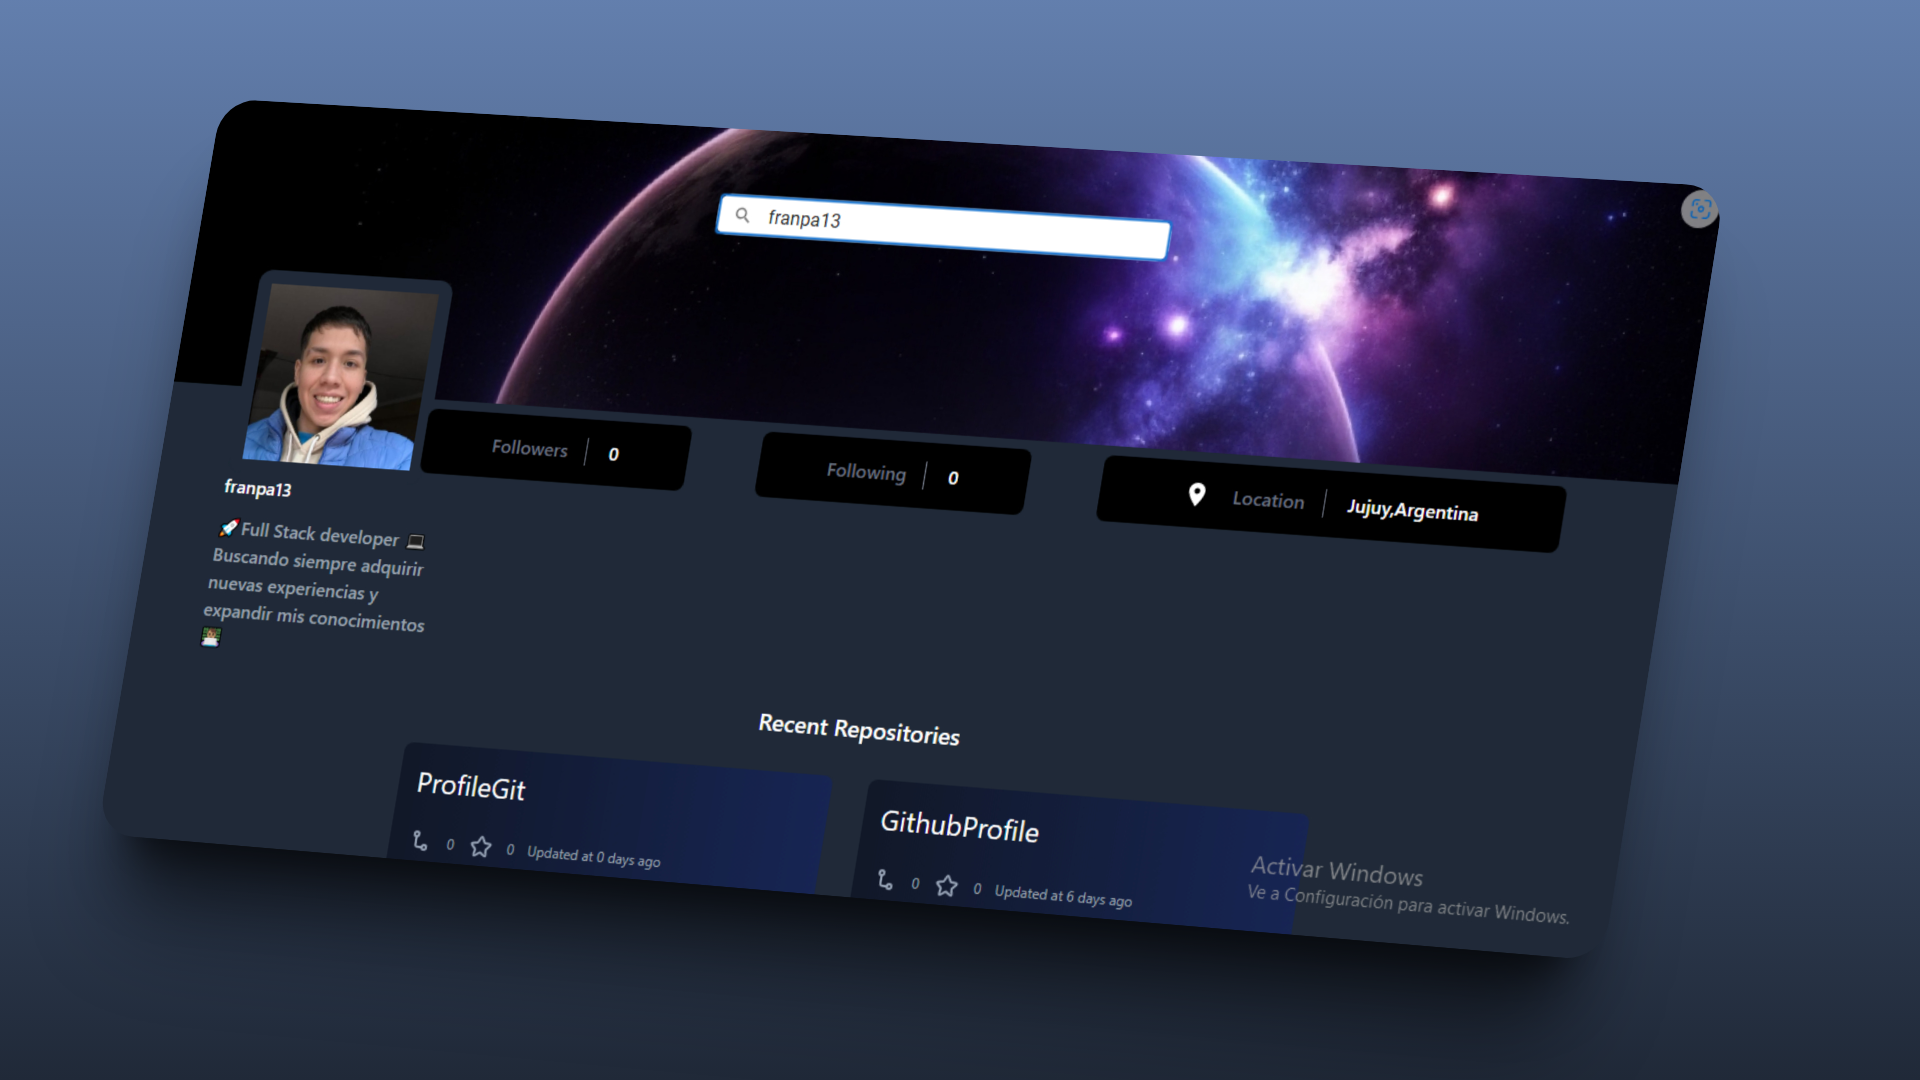 franpa13
Followers 0
Following 0
Location Jujuy,Argentina
franpa13
🚀Full Stack developer 💻
Buscando siempre adquirir
nuevas experiencias y
expandir mis conocimientos
👨🏽‍🏫
Recent Repositories
ProfileGit
0 0 Updated at 0 days ago
GithubProfile
0 0 Updated at 6 days ago
Activar Windows
Ve a Configuración para activar Windows.